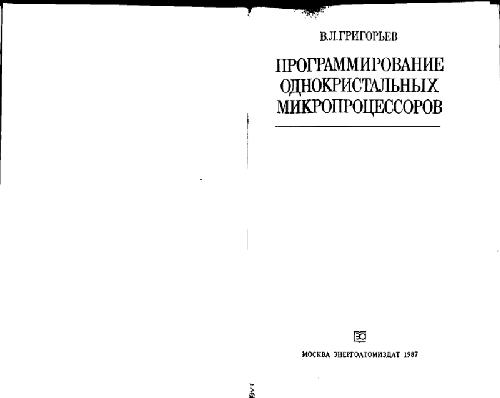 В.Л.ГРИГОРЬЕВ
ПРОГРАММИРОВАНИЕ
ОДНОКРИСТАЛЬНЫХ
МИКРОПРОЦЕССОРОВ
МОСКВА ЭНЕРГОАТОМИЗДАТ 1987